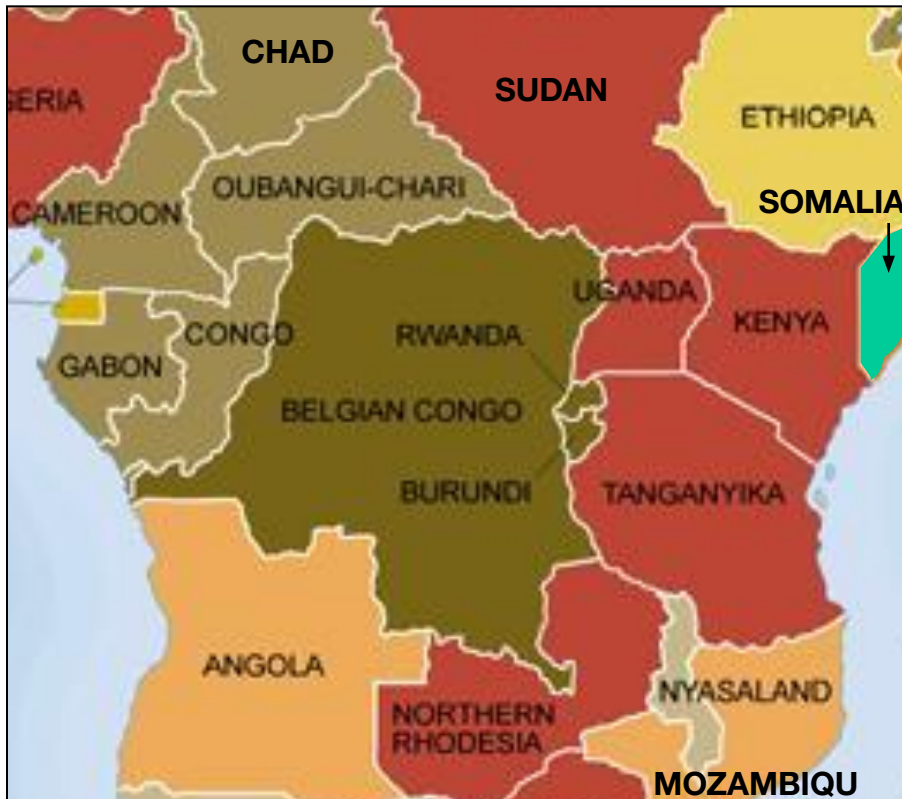 CHAD
SUDAN
GERIA
ETHIOPIA
OUBANGUI-CHARI
CAMEROON
SOMALIA
UGANDA
CONGO
KENYA
RWANDA
GABON
BELGIAN CONGO
BURUNDI
TANGANYIKA
ANGOLA
NYASALAND
NORTHERN
RHODESIA
MOZAMBIQU